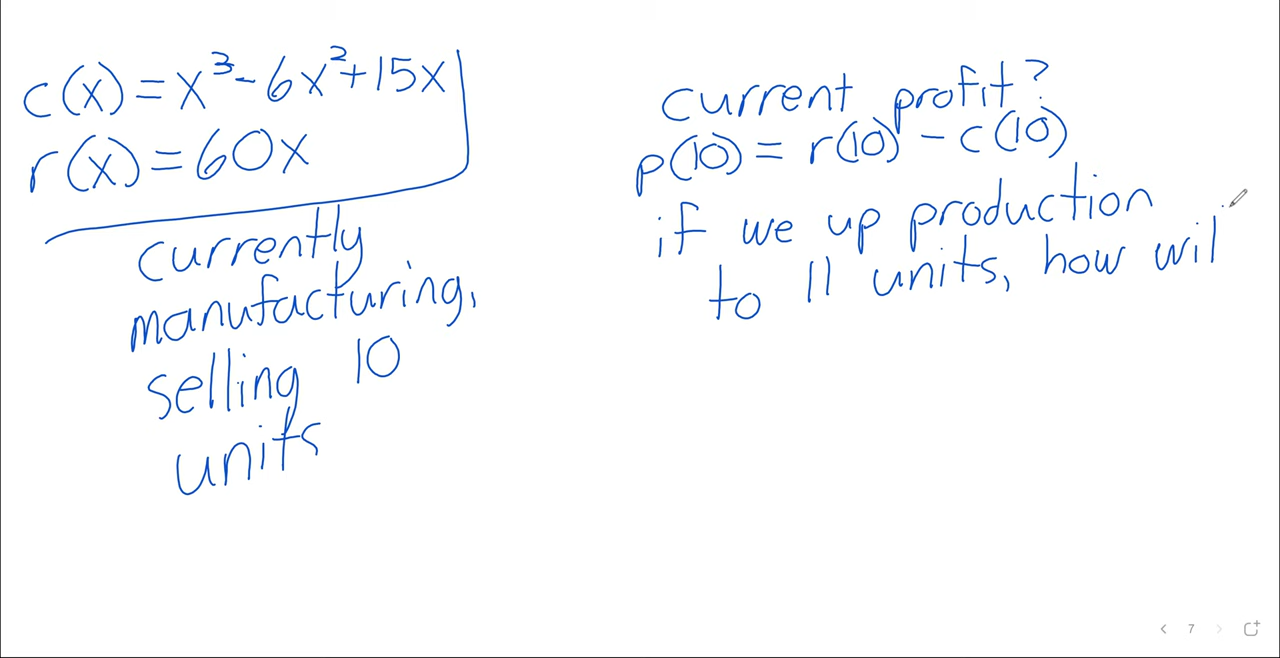 c(x) = x³ - 6x² + 15x
r(x) = 60x
currently
manufacturing,
selling 10
units
current profit?
p(10) = r(10) - c(10)
if we up production
to 11 units, how wil
7